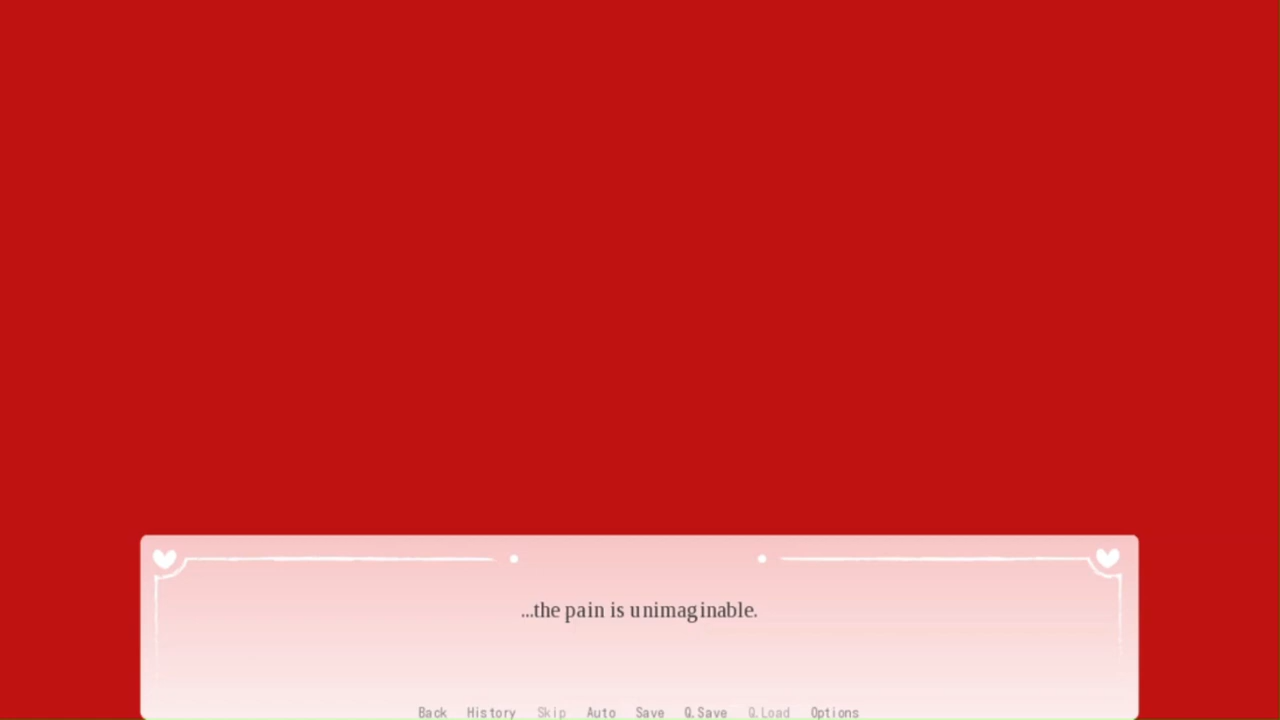 ...the pain is unimaginable.
Back History Skip Auto Save Q.Save Q.Load Options